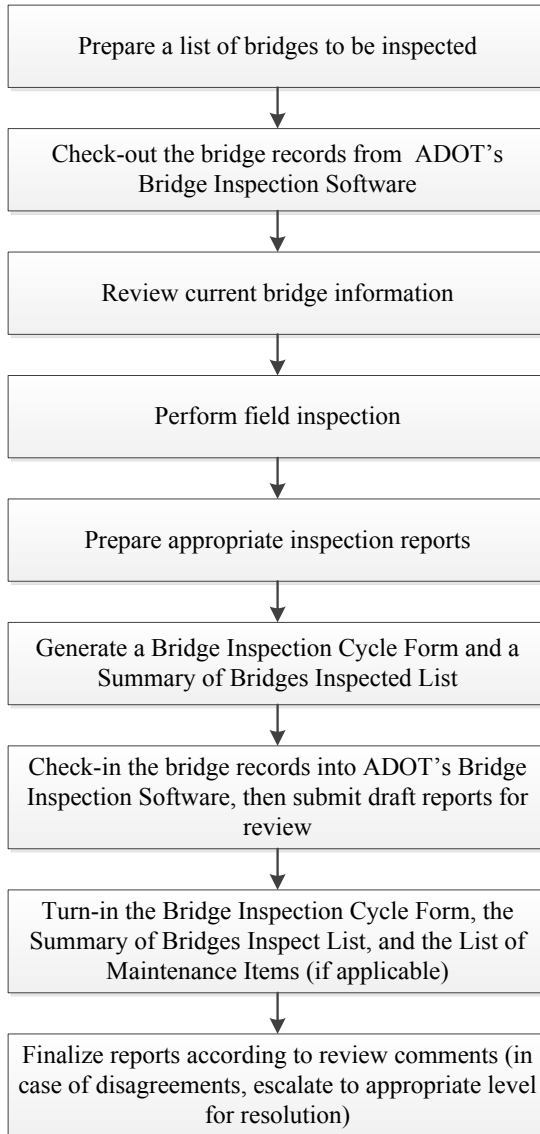 Prepare a list of bridges to be inspected
Check-out the bridge records from ADOT’s
Bridge Inspection Software
Review current bridge information
Perform field inspection
Prepare appropriate inspection reports
Generate a Bridge Inspection Cycle Form and a
Summary of Bridges Inspected List
Check-in the bridge records into ADOT’s Bridge
Inspection Software, then submit draft reports for
review
Turn-in the Bridge Inspection Cycle Form, the
Summary of Bridges Inspect List, and the List of
Maintenance Items (if applicable)
Finalize reports according to review comments (in
case of disagreements, escalate to appropriate level
for resolution)